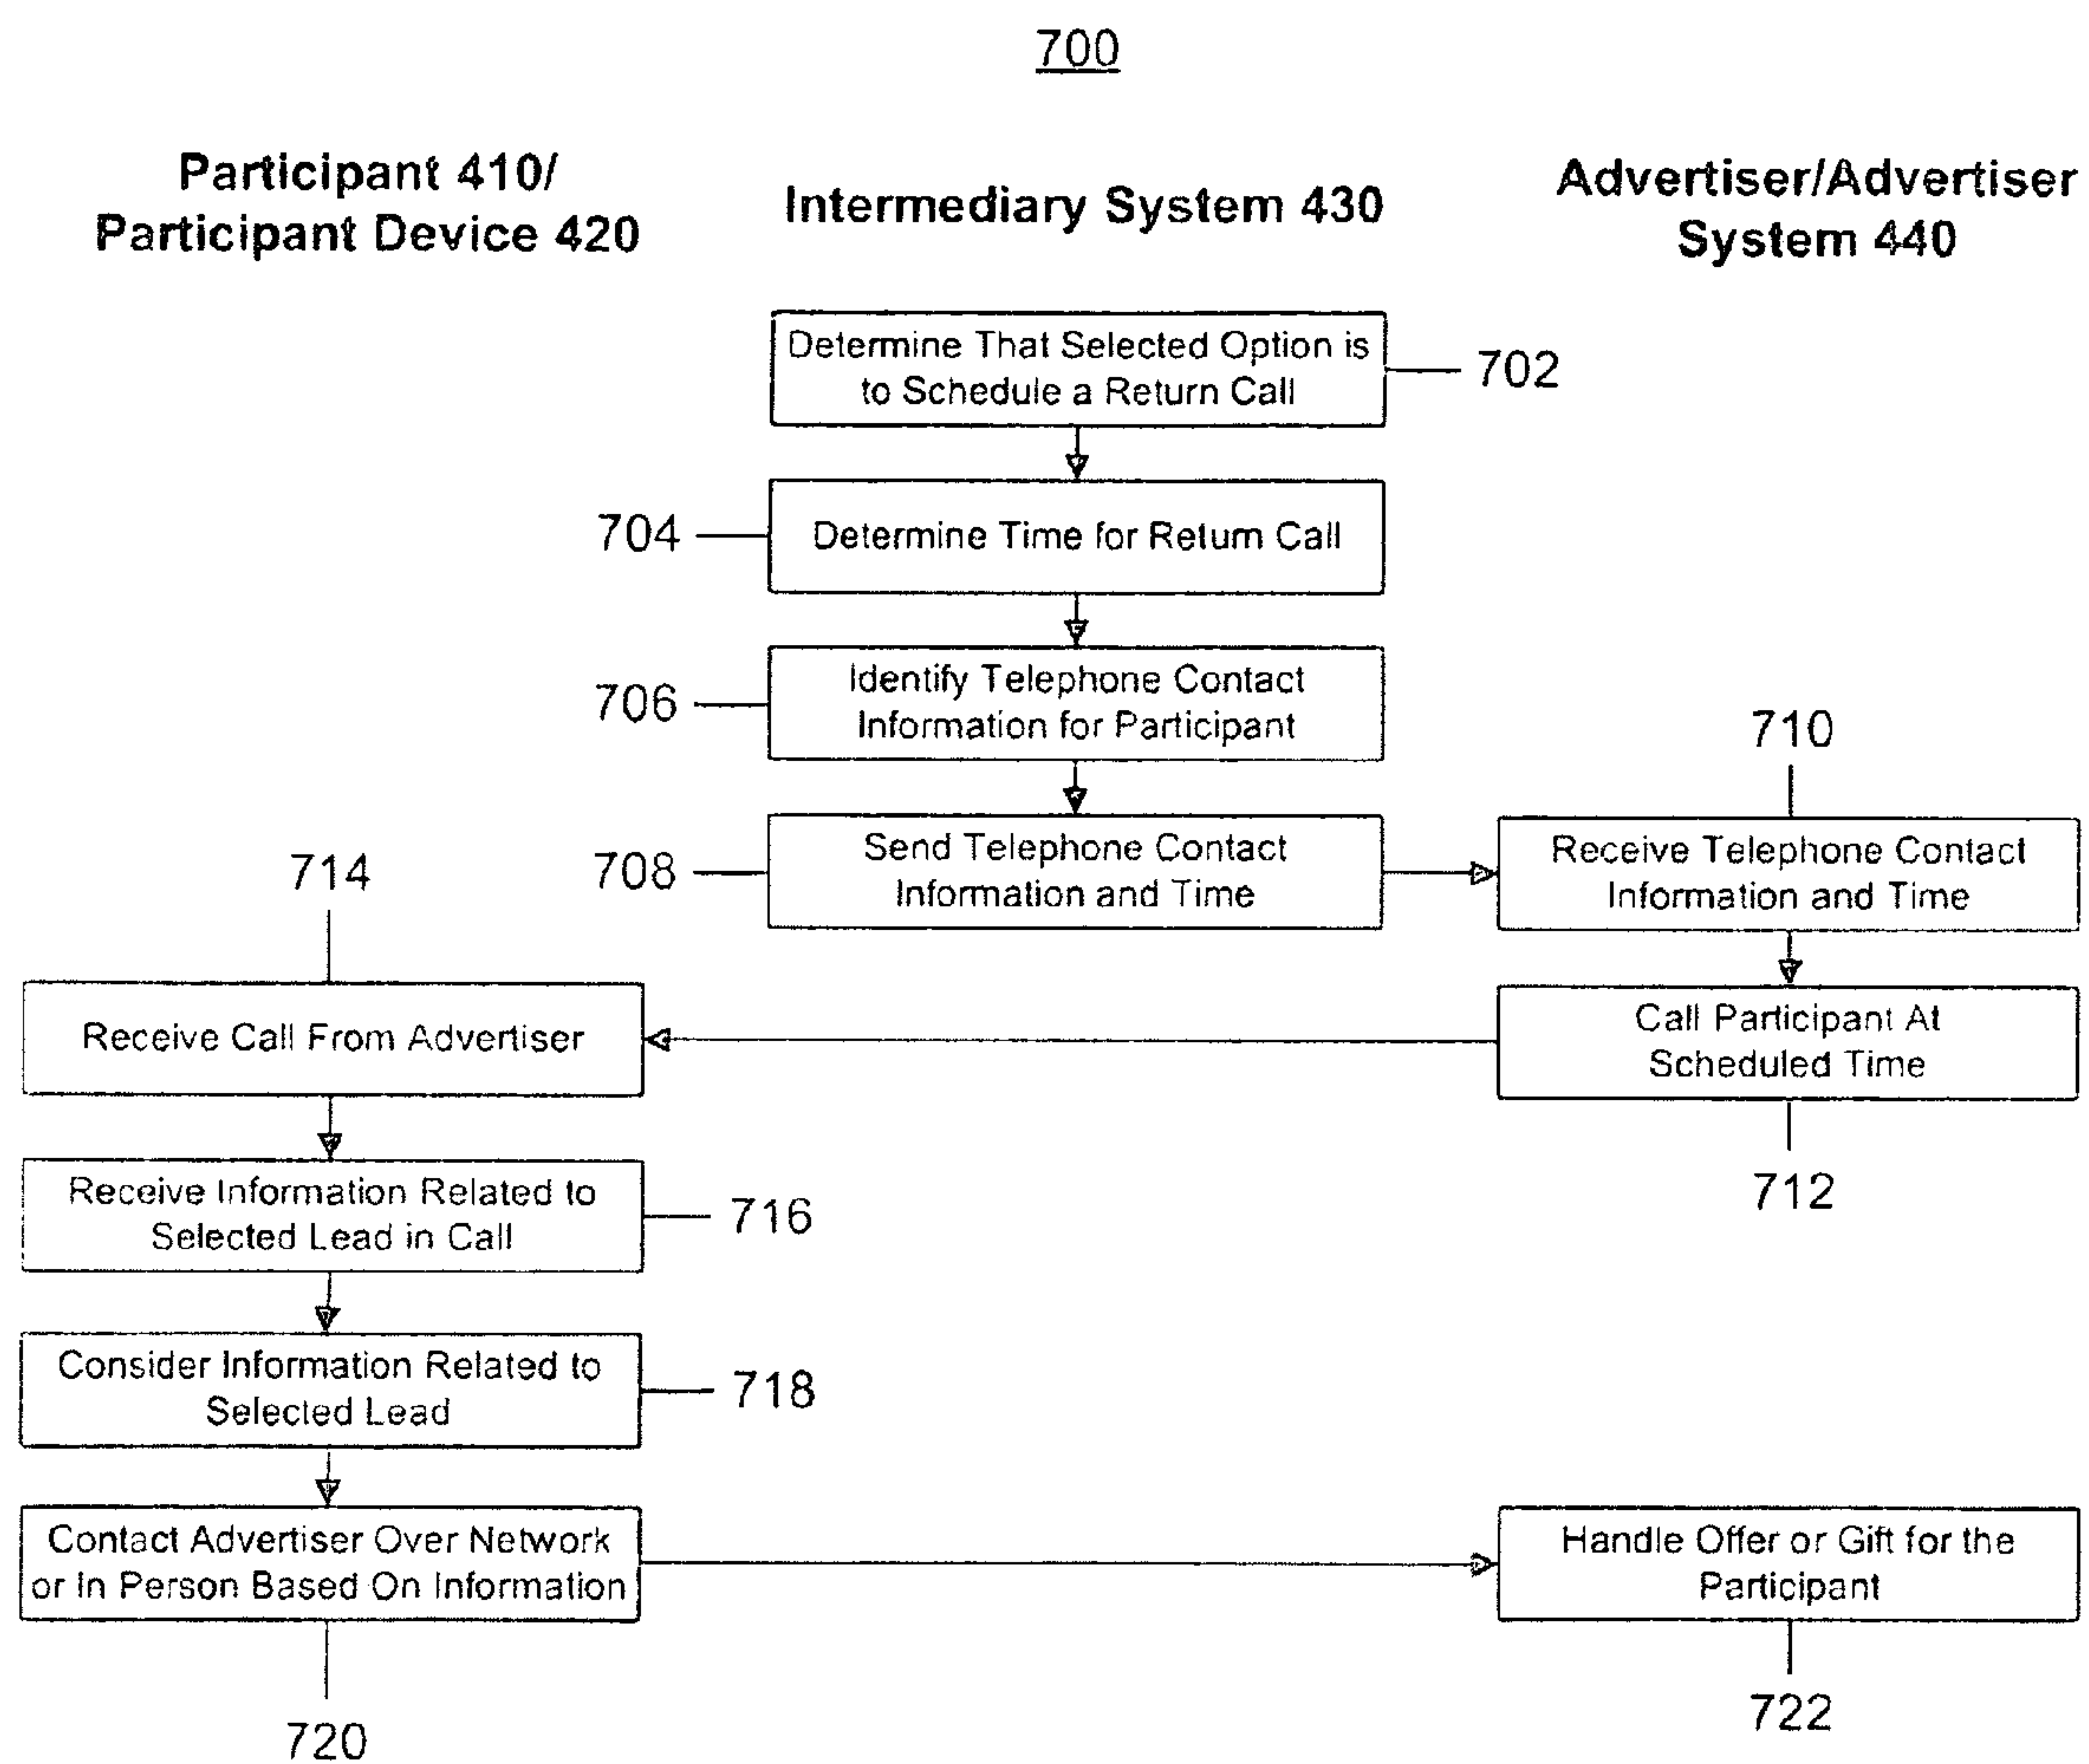 700
Participant 410/
Participant Device 420
Intermediary System 430
Advertiser/Advertiser
System 440
Determine That Selected Option is
to Schedule a Return Call
702
704
Determine Time for Return Call
706
Identify Telephone Contact
Information for Participant
708
Send Telephone Contact
Information and Time
710
Receive Telephone Contact
Information and Time
714
Receive Call From Advertiser
Call Participant At
Scheduled Time
712
Receive Information Related to
Selected Lead in Call
716
Consider Information Related to
Selected Lead
718
Contact Advertiser Over Network
or In Person Based On Information
720
Handle Offer or Gift for the
Participant
722